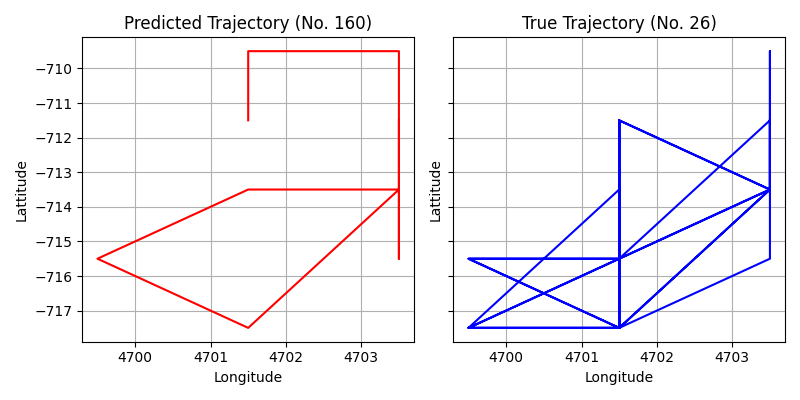 Predicted Trajectory (No. 160)
True Trajectory (No. 26)
Lattitude
−710
−711
−712
−713
−714
−715
−716
−717
4700
4701
4702
4703
Longitude
Lattitude
4700
4701
4702
4703
Longitude